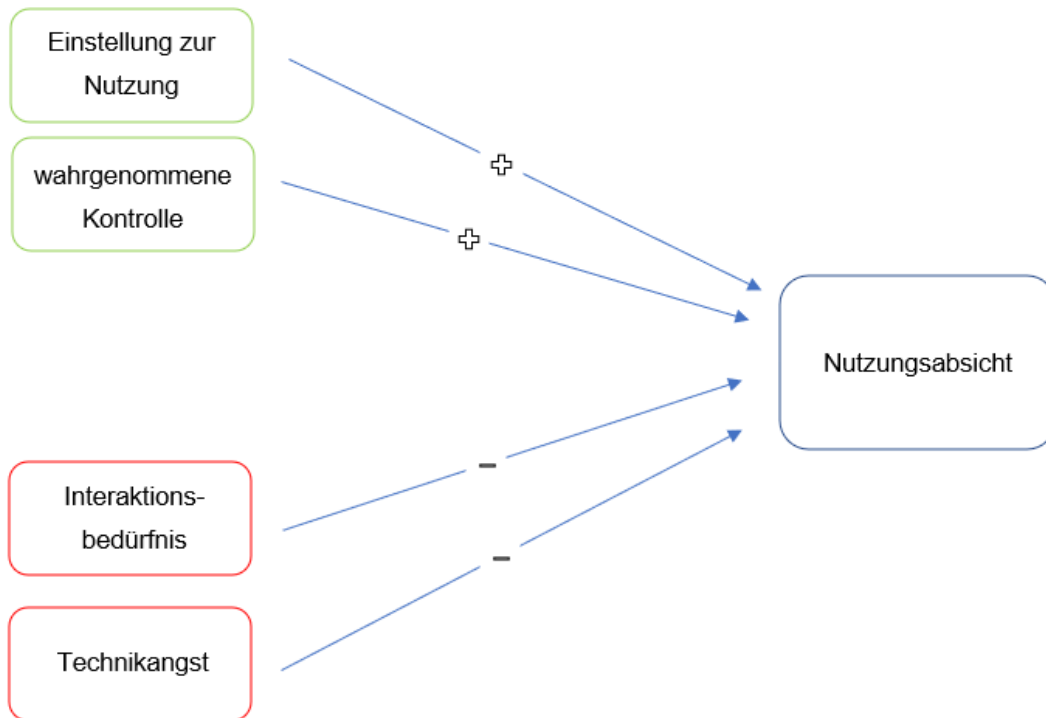 Einstellung zur
Nutzung
wahrgenommene
Kontrolle
Nutzungsabsicht
Interaktions-
bedürfnis
Technikangst